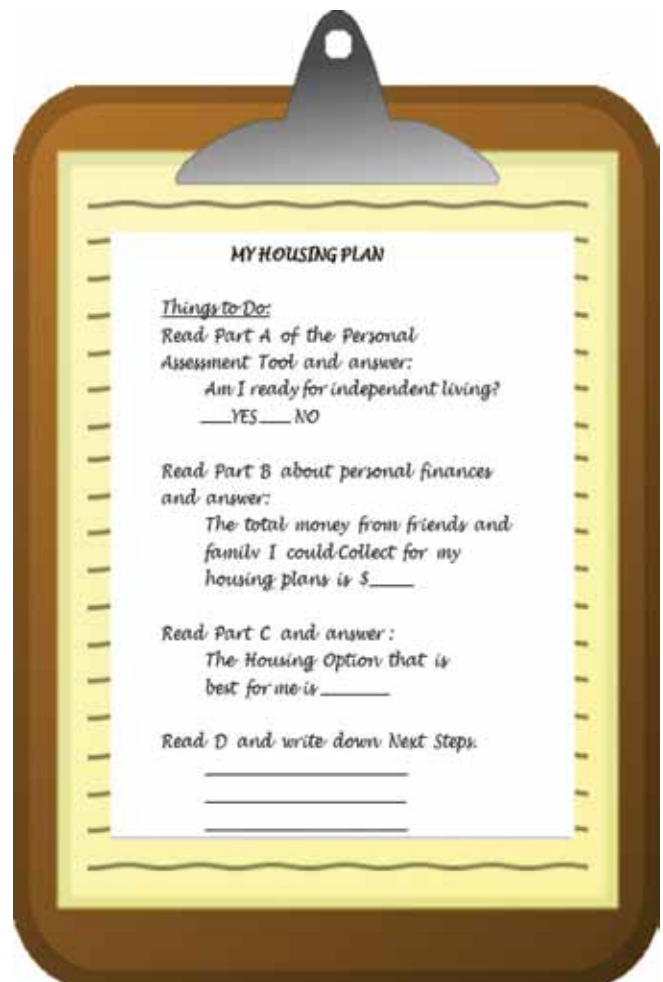 MY HOUSING PLAN
Things to Do:
Read Part A of the Personal
Assessment Tool and answer:
Am I ready for independent living?
___YES___ NO
Read Part B about personal finances
and answer:
The total money from friends and
family I could Collect for my
housing plans is $____
Read Part C and answer :
The Housing Option that is
best for me is ______
Read D and write down Next Steps.